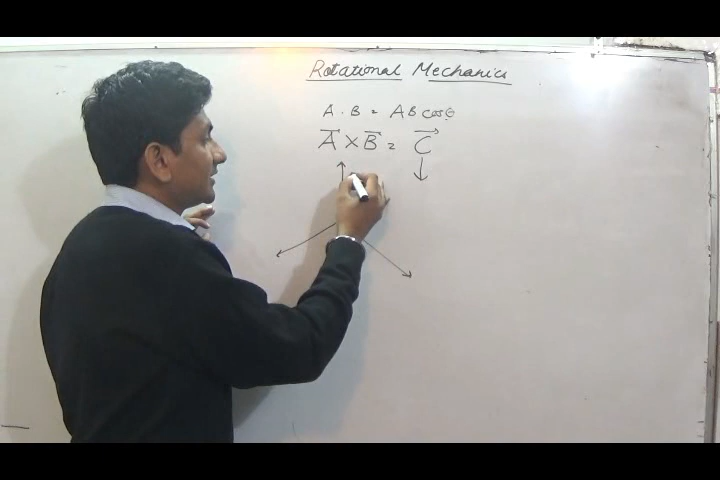 Rotational Mechanics
A . B = AB cosθ
A⃗ × B⃗ = C⃗